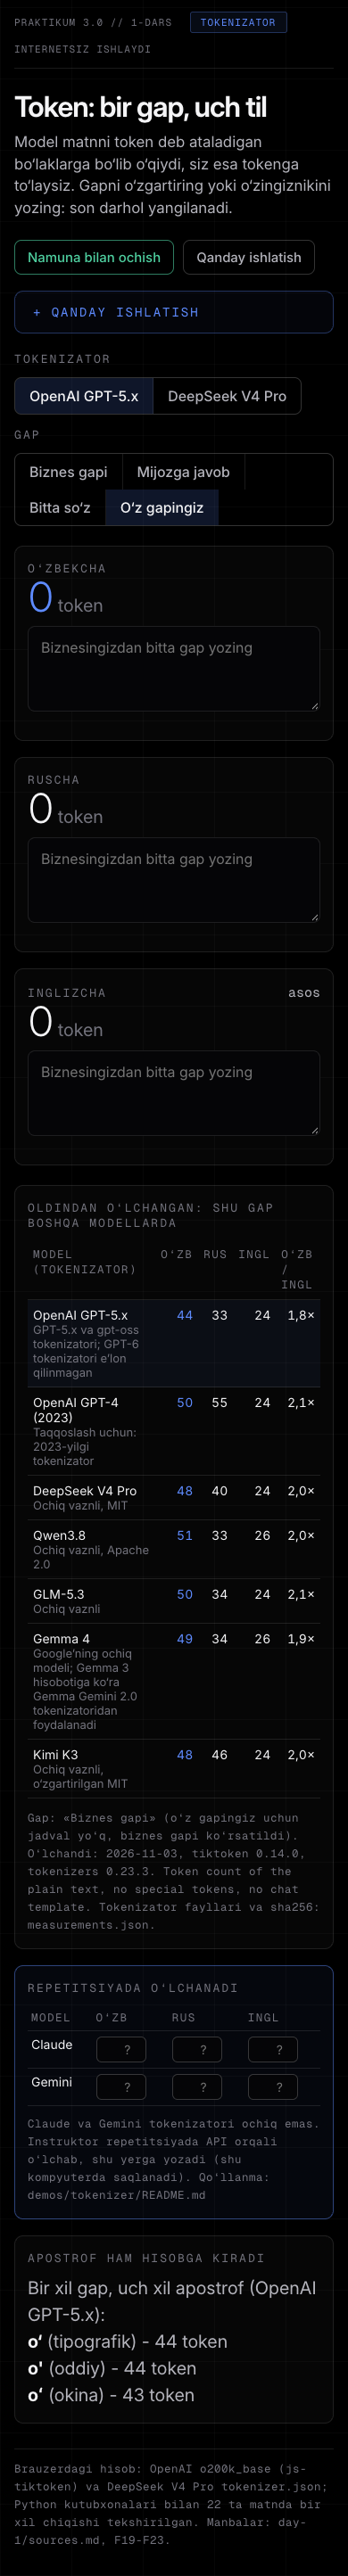 PRAKTIKUM 3.0 // 1-DARS TOKENIZATOR
INTERNETSIZ ISHLAYDI
Token: bir gap, uch til
Model matnni token deb ataladigan
bo‘laklarga bo‘lib o‘qiydi, siz esa tokenga
to‘laysiz. Gapni o‘zgartiring yoki o‘zingiznikini
yozing: son darhol yangilanadi.
Namuna bilan ochish Qanday ishlatish
+ QANDAY ISHLATISH
TOKENIZATOR
OpenAI GPT-5.x DeepSeek V4 Pro
GAP
Biznes gapi Mijozga javob
Bitta so‘z O‘z gapingiz
O‘ZBEKCHA
0 token
Biznesingizdan bitta gap yozing
RUSCHA
0 token
Biznesingizdan bitta gap yozing
INGLIZCHA asos
0 token
Biznesingizdan bitta gap yozing
OLDINDAN O‘LCHANGAN: SHU GAP
BOSHQA MODELLARDA
MODEL O‘ZB RUS INGL O‘ZB
(TOKENIZATOR) /
INGL
OpenAI GPT-5.x 44 33 24 1,8×
GPT-5.x va gpt-oss
tokenizatori; GPT-6
tokenizatori e’lon
qilinmagan
OpenAI GPT-4 50 55 24 2,1×
(2023)
Taqqoslash uchun:
2023-yilgi
tokenizator
DeepSeek V4 Pro 48 40 24 2,0×
Ochiq vaznli, MIT
Qwen3.8 51 33 26 2,0×
Ochiq vaznli, Apache
2.0
GLM-5.3 50 34 24 2,1×
Ochiq vaznli
Gemma 4 49 34 26 1,9×
Google’ning ochiq
modeli; Gemma 3
hisobotiga ko‘ra
Gemma Gemini 2.0
tokenizatoridan
foydalanadi
Kimi K3 48 46 24 2,0×
Ochiq vaznli,
o‘zgartirilgan MIT
Gap: «Biznes gapi» (o‘z gapingiz uchun
jadval yo‘q, biznes gapi ko‘rsatildi).
O‘lchandi: 2026-11-03, tiktoken 0.14.0,
tokenizers 0.23.3. Token count of the
plain text, no special tokens, no chat
template. Tokenizator fayllari va sha256:
measurements.json.
REPETITSIYADA O‘LCHANADI
MODEL O‘ZB RUS INGL
Claude ? ? ?
Gemini ? ? ?
Claude va Gemini tokenizatori ochiq emas.
Instruktor repetitsiyada API orqali
o‘lchab, shu yerga yozadi (shu
kompyuterda saqlanadi). Qo‘llanma:
demos/tokenizer/README.md
APOSTROF HAM HISOBGA KIRADI
Bir xil gap, uch xil apostrof (OpenAI
GPT-5.x):
o‘ (tipografik) - 44 token
o' (oddiy) - 44 token
oʻ (okina) - 43 token
Brauzerdagi hisob: OpenAI o200k_base (js-
tiktoken) va DeepSeek V4 Pro tokenizer.json;
Python kutubxonalari bilan 22 ta matnda bir
xil chiqishi tekshirilgan. Manbalar: day-
1/sources.md, F19-F23.